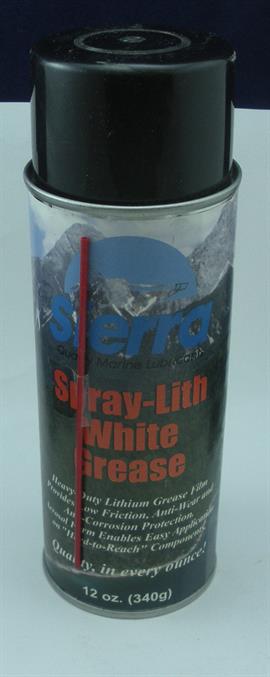 Sierra
Quality Marine Lubricants
Spray-Lith
White
Grease
Heavy-Duty Lithium Grease Film
Provides Low Friction, Anti-Wear and
Anti-Corrosion Protection.
Aerosol Form Enables Easy Application
on "Hard-to-Reach" Components
Quality, in every ounce!
12 oz. (340g)